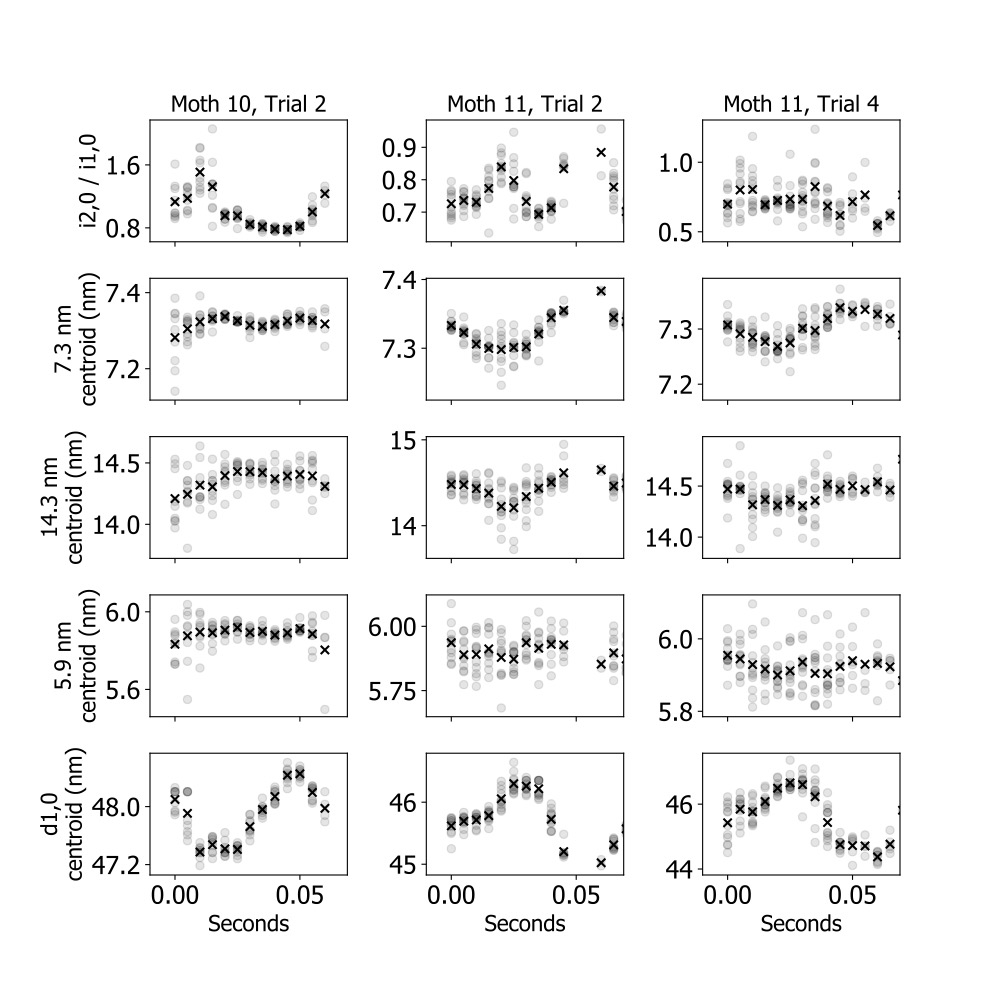 Moth 10, Trial 2
Moth 11, Trial 2
Moth 11, Trial 4
i2,0 / i1,0
1.6
0.8
0.9
0.8
0.7
1.0
0.5
7.3 nm
centroid (nm)
7.4
7.2
7.4
7.3
7.3
7.2
14.3 nm
centroid (nm)
14.5
14.0
15
14
14.5
14.0
5.9 nm
centroid (nm)
6.0
5.6
6.00
5.75
6.0
5.8
d1,0
centroid (nm)
48.0
47.2
46
45
46
44
0.00
0.05
0.00
0.05
0.00
0.05
Seconds
Seconds
Seconds